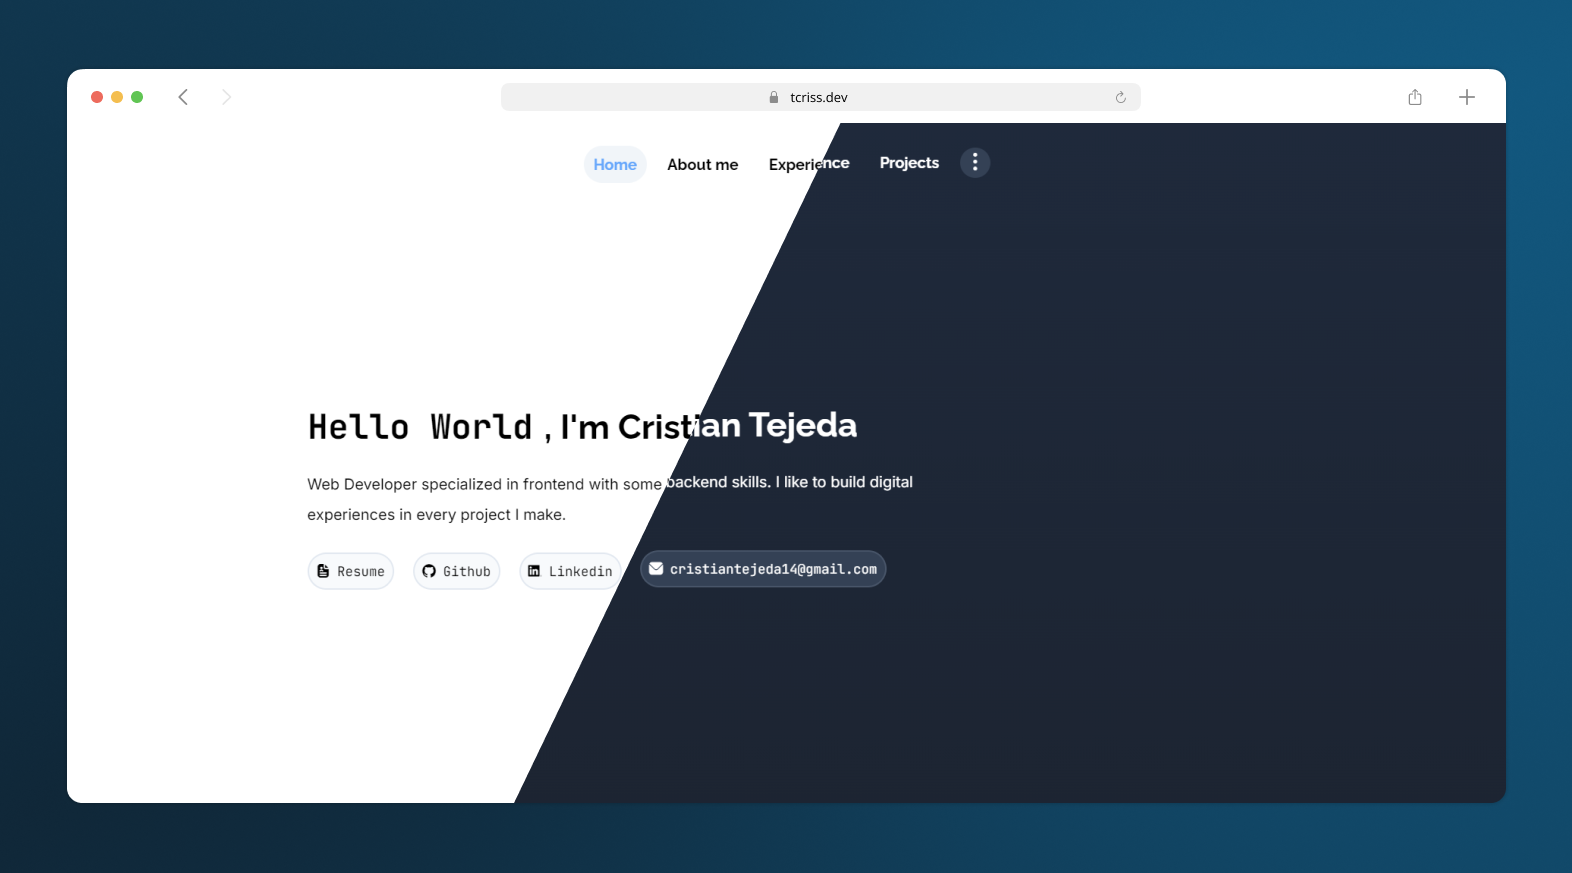 tcriss.dev
Home About me Experience Projects
Hello World , I'm Cristian Tejeda
Web Developer specialized in frontend with some backend skills. I like to build digital
experiences in every project I make.
Resume Github Linkedin cristiantejeda14@gmail.com